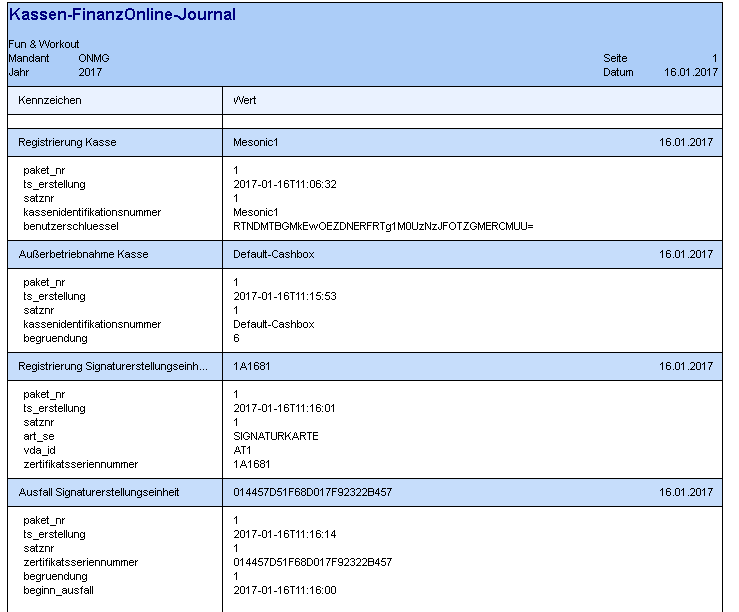 Kassen-FinanzOnline-Journal
Fun & Workout
Mandant ONMG Seite 1
Jahr 2017 Datum 16.01.2017
Kennzeichen Wert
Registrierung Kasse Mesonic1 16.01.2017
paket_nr 1
ts_erstellung 2017-01-16T11:06:32
satznr 1
kassenidentifikationsnummer Mesonic1
benutzerschluessel RTNDMTBGMkEwOEZDNERFRTg1M0UzNzJFOTZGMERCMUU=
Außerbetriebnahme Kasse Default-Cashbox 16.01.2017
paket_nr 1
ts_erstellung 2017-01-16T11:15:53
satznr 1
kassenidentifikationsnummer Default-Cashbox
begruendung 6
Registrierung Signaturerstellungseinh... 1A1681 16.01.2017
paket_nr 1
ts_erstellung 2017-01-16T11:16:01
satznr 1
art_se SIGNATURKARTE
vda_id AT1
zertifikatsseriennummer 1A1681
Ausfall Signaturerstellungseinheit 014457D51F68D017F92322B457 16.01.2017
paket_nr 1
ts_erstellung 2017-01-16T11:16:14
satznr 1
zertifikatsseriennummer 014457D51F68D017F92322B457
begruendung 1
beginn_ausfall 2017-01-16T11:16:00